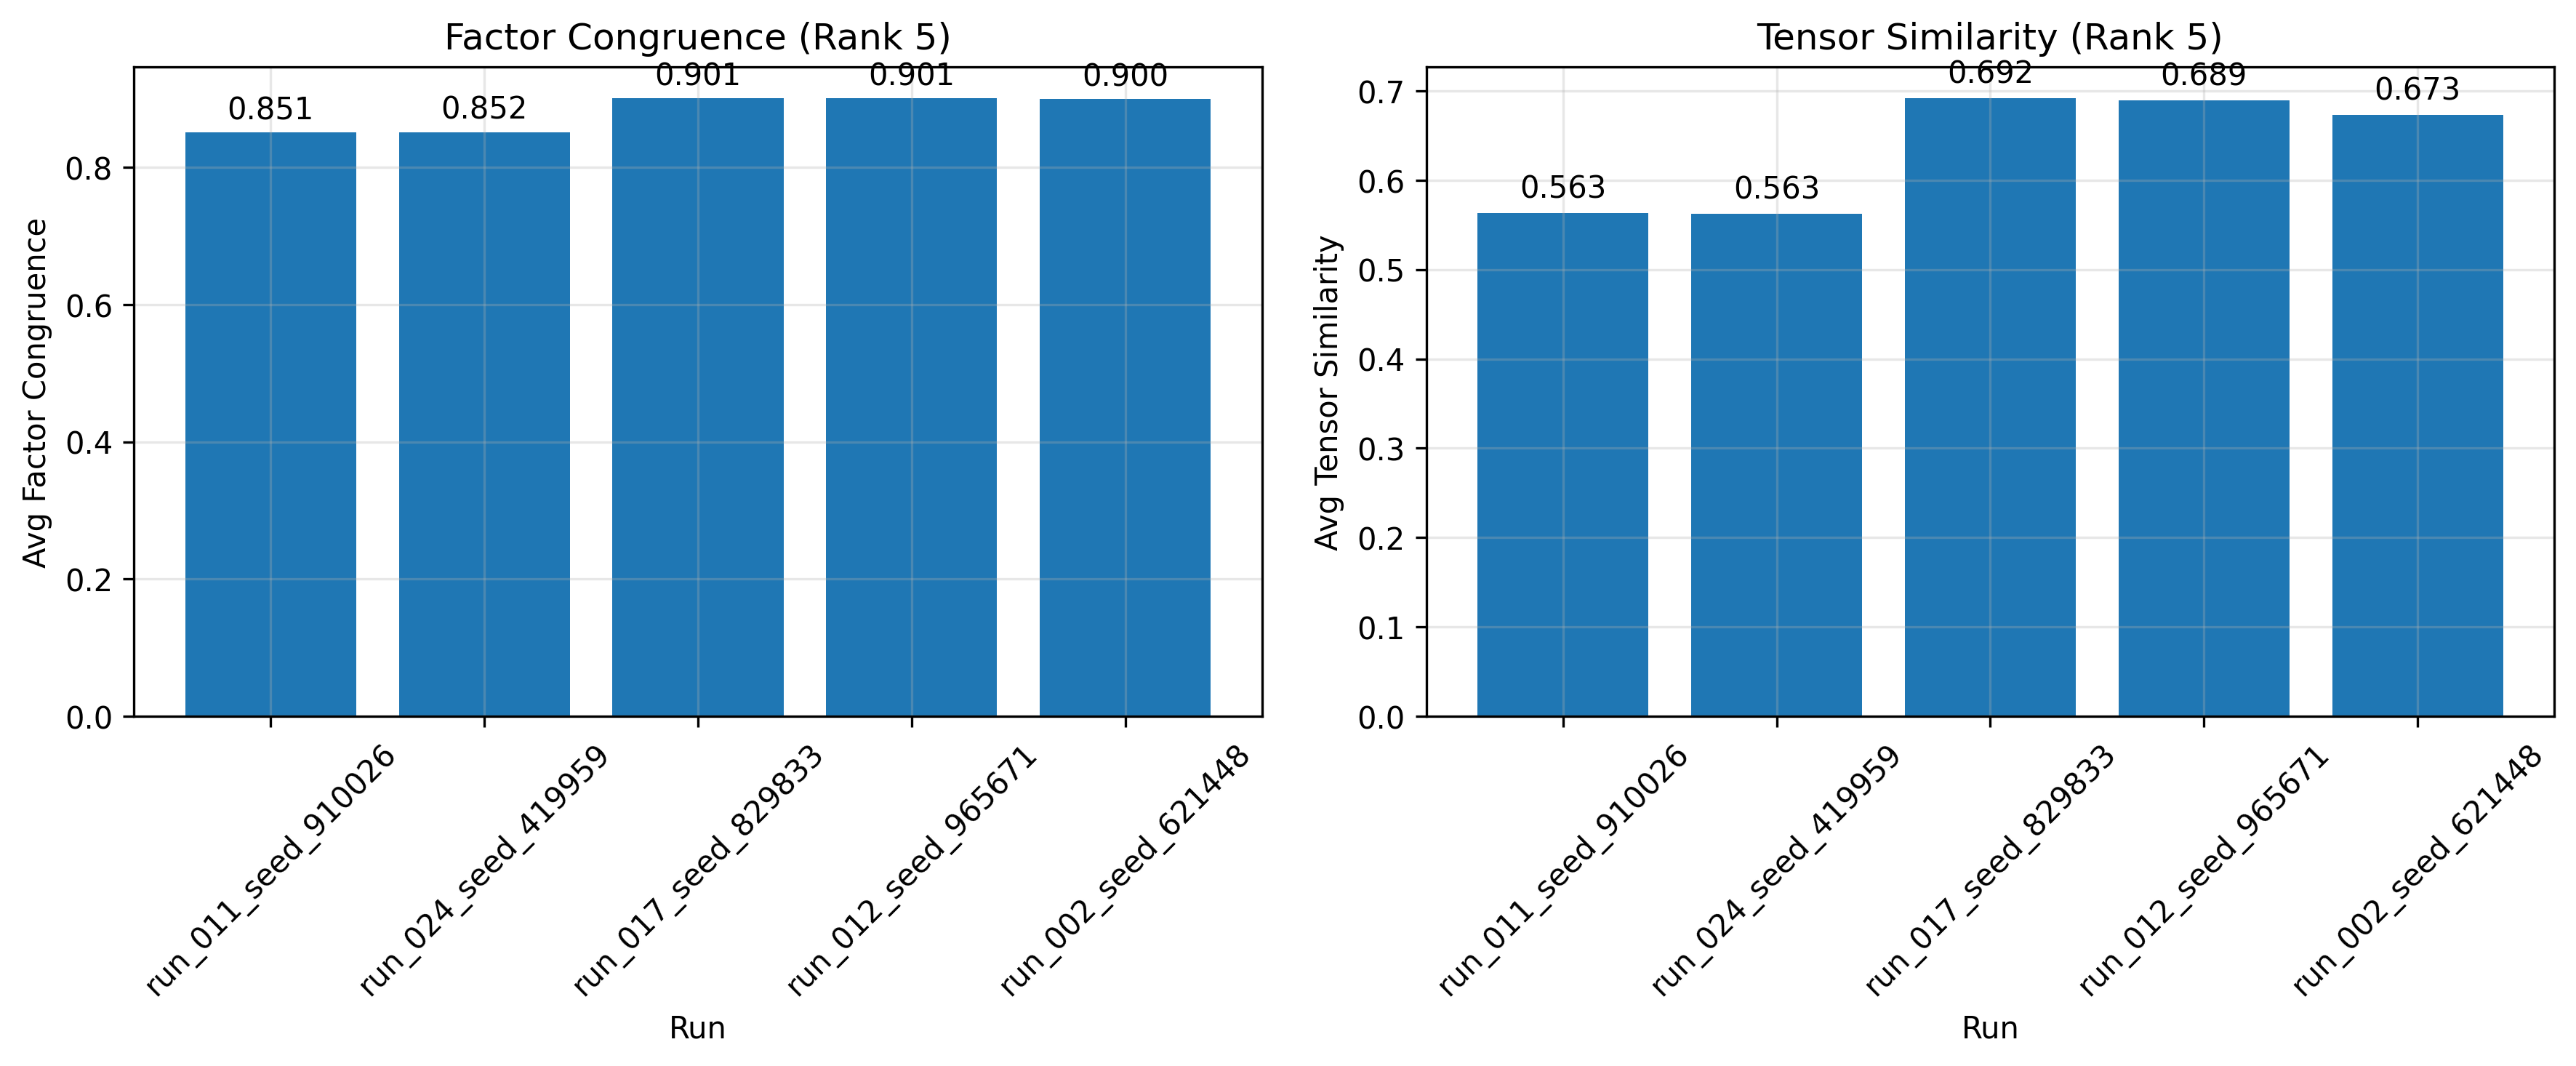 Factor Congruence (Rank 5)
Avg Factor Congruence
0.8
0.6
0.4
0.2
0.0
0.851
0.852
0.901
0.901
0.900
run_011_seed_910026
run_024_seed_419959
run_017_seed_829833
run_012_seed_965671
run_002_seed_621448
Run
Tensor Similarity (Rank 5)
Avg Tensor Similarity
0.7
0.6
0.5
0.4
0.3
0.2
0.1
0.0
0.563
0.563
0.692
0.689
0.673
run_011_seed_910026
run_024_seed_419959
run_017_seed_829833
run_012_seed_965671
run_002_seed_621448
Run